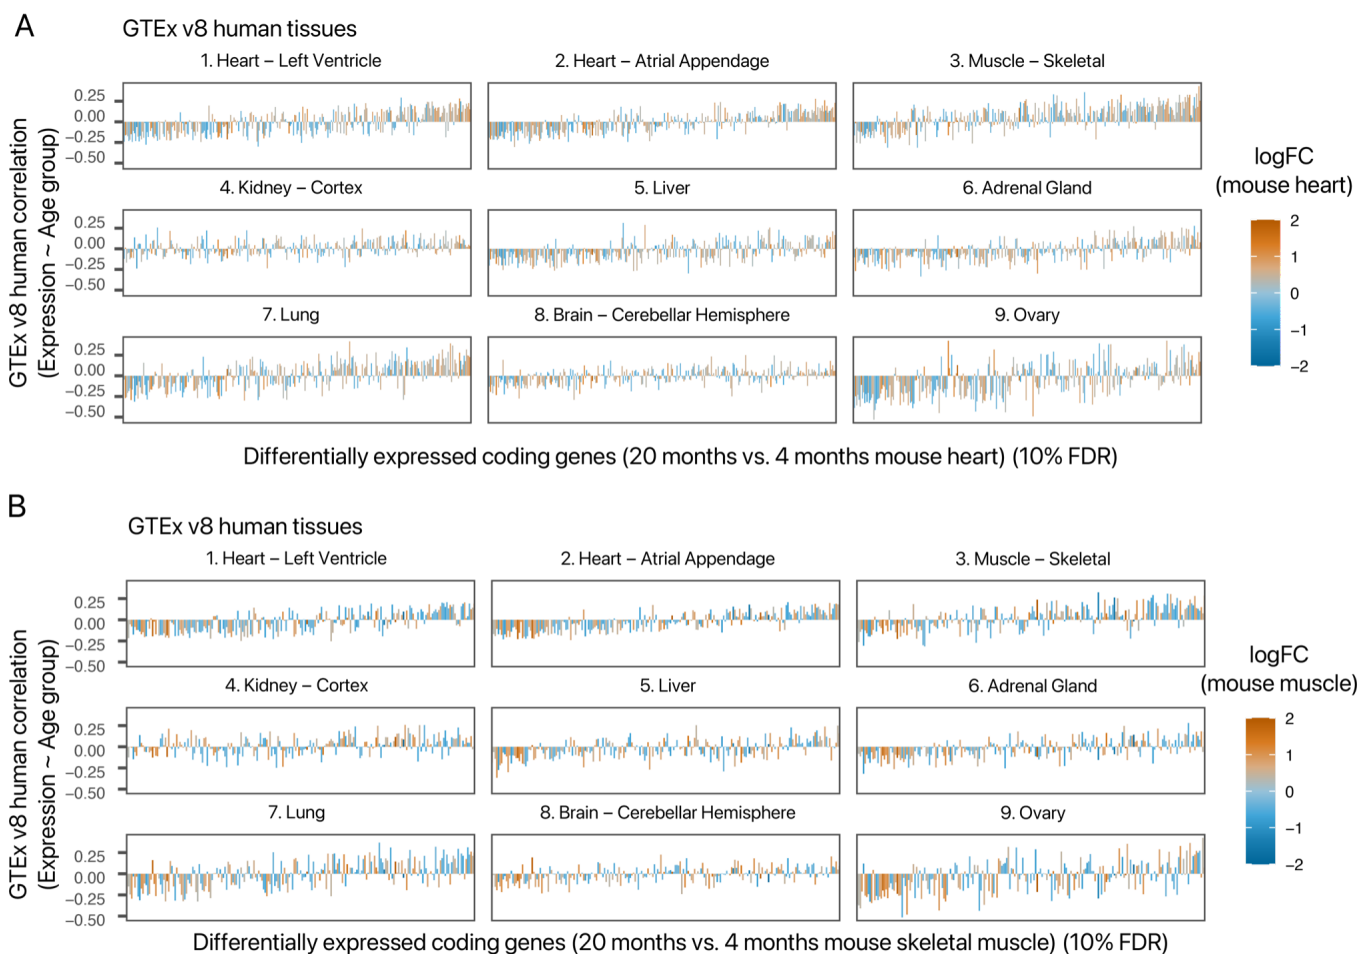 A
GTEx v8 human tissues
1. Heart – Left Ventricle
2. Heart – Atrial Appendage
3. Muscle – Skeletal
0.25
0.00
−0.25
−0.50
4. Kidney – Cortex
5. Liver
6. Adrenal Gland
0.25
0.00
−0.25
−0.50
7. Lung
8. Brain – Cerebellar Hemisphere
9. Ovary
0.25
0.00
−0.25
−0.50
GTEx v8 human correlation
(Expression ~ Age group)
Differentially expressed coding genes (20 months vs. 4 months mouse heart) (10% FDR)
logFC
(mouse heart)
2
1
0
−1
−2
B
GTEx v8 human tissues
1. Heart – Left Ventricle
2. Heart – Atrial Appendage
3. Muscle – Skeletal
0.25
0.00
−0.25
−0.50
4. Kidney – Cortex
5. Liver
6. Adrenal Gland
0.25
0.00
−0.25
−0.50
7. Lung
8. Brain – Cerebellar Hemisphere
9. Ovary
0.25
0.00
−0.25
−0.50
GTEx v8 human correlation
(Expression ~ Age group)
Differentially expressed coding genes (20 months vs. 4 months mouse skeletal muscle) (10% FDR)
logFC
(mouse muscle)
2
1
0
−1
−2